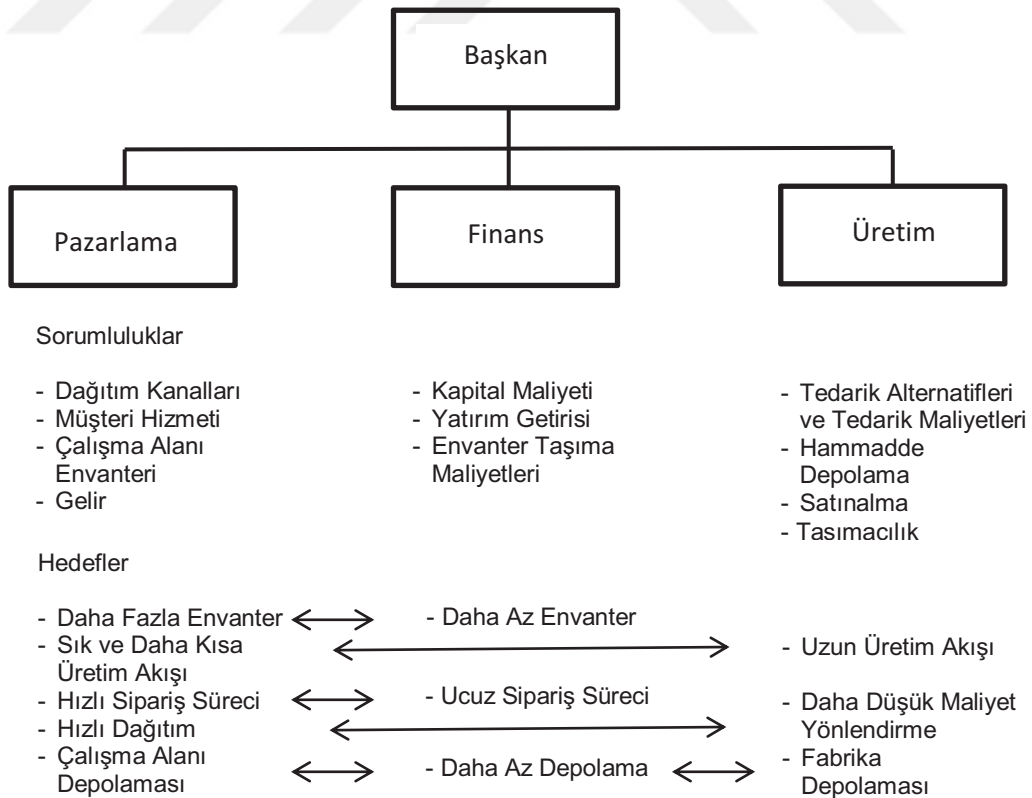 Başkan
Pazarlama
Finans
Üretim
Sorumluluklar
- Dağıtım Kanalları
- Müşteri Hizmeti
- Çalışma Alanı
Envanteri
- Gelir
- Kapital Maliyeti
- Yatırım Getirisi
- Envanter Taşıma
Maliyetleri
- Tedarik Alternatifleri
ve Tedarik Maliyetleri
- Hammadde
Depolama
- Satınalma
- Tasımacılık
Hedefler
- Daha Fazla Envanter
- Sık ve Daha Kısa
Üretim Akışı
- Hızlı Sipariş Süreci
- Hızlı Dağıtım
- Çalışma Alanı
Depolaması
- Daha Az Envanter
- Ucuz Sipariş Süreci
- Daha Az Depolama
- Uzun Üretim Akışı
- Daha Düşük Maliyet
Yönlendirme
- Fabrika
Depolaması